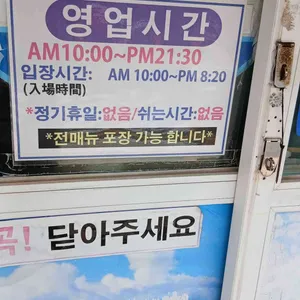 영업시간
AM10:00~PM21:30
입장시간: AM 10:00~PM 8:20
(入場時間)
*정기휴일:없음/쉬는시간:없음
*전매뉴 포장 가능 합니다*
꼭! 닫아주세요